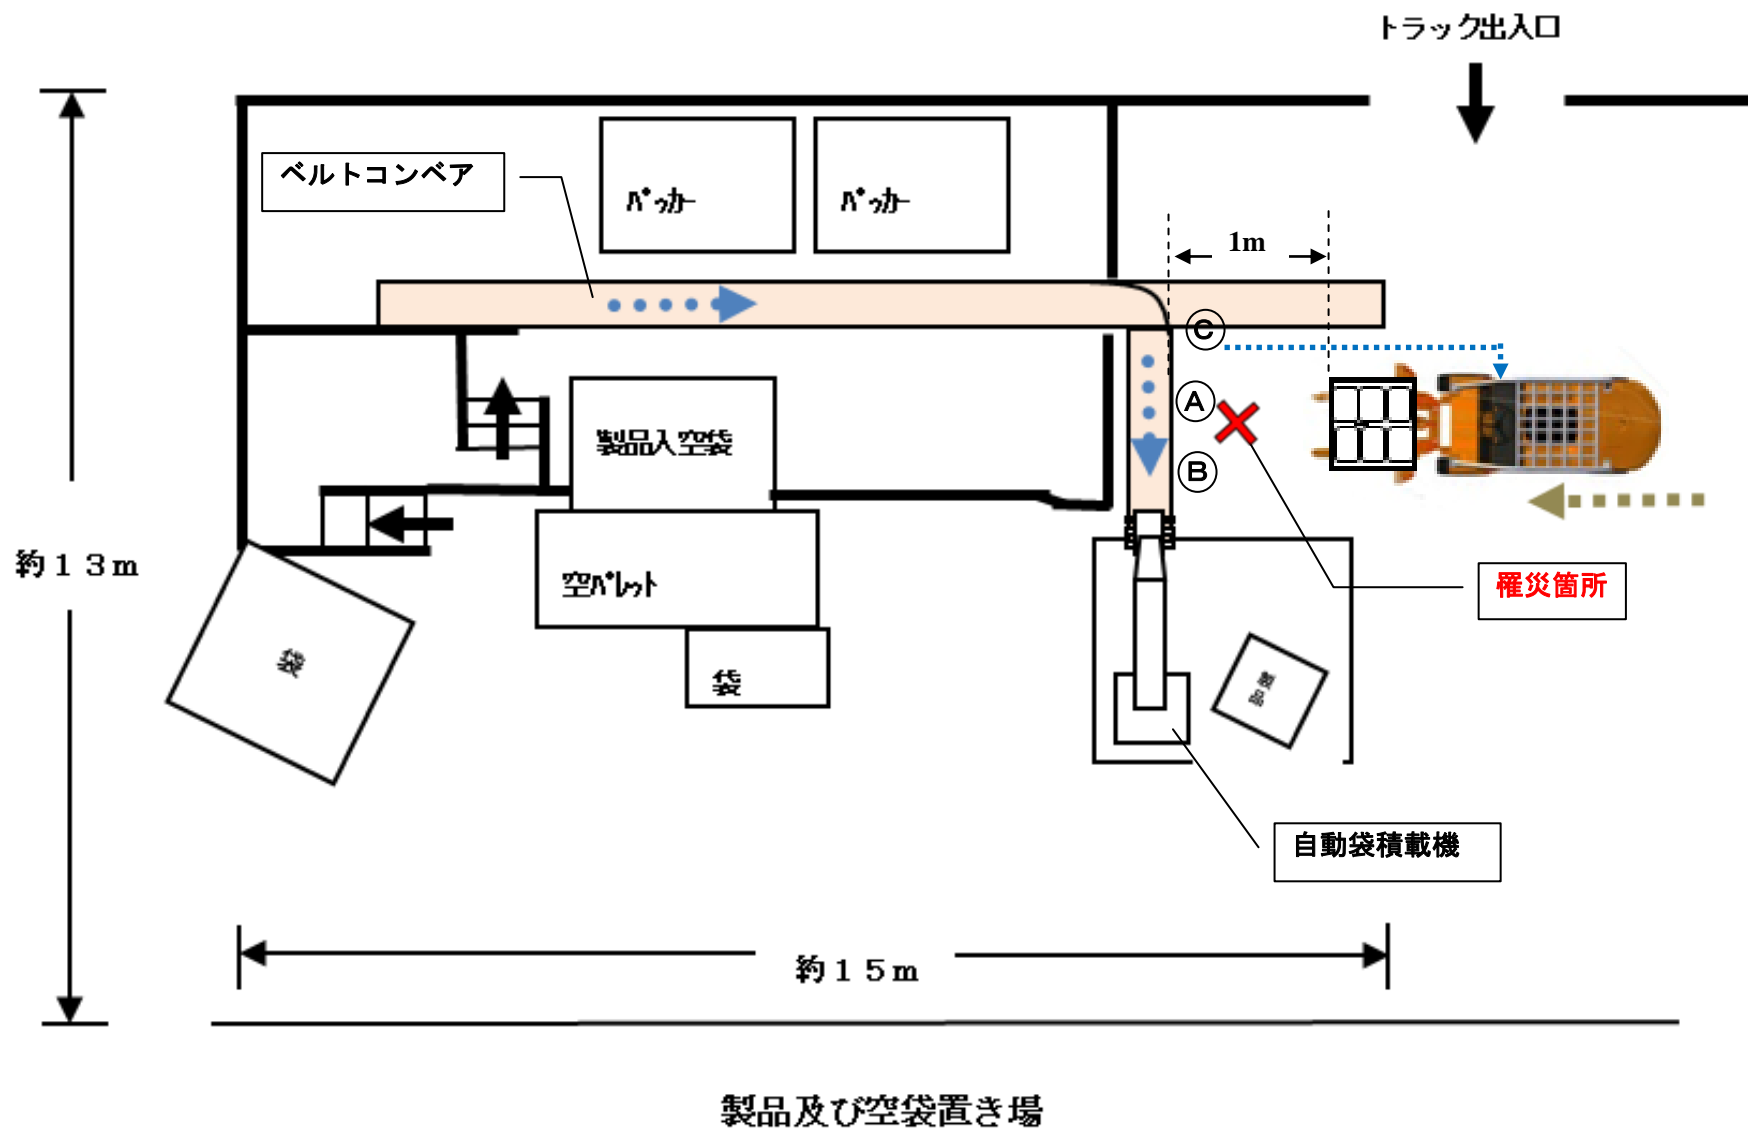 トラック出入口
ベルトコンベア
ﾊﾟｯｶｰ
ﾊﾟｯｶｰ
1m
C
A
製品入空袋
B
約１３m
空ﾊﾟﾚｯﾄ
罹災箇所
袋
袋
製品
自動袋積載機
約１５m
製品及び空袋置き場